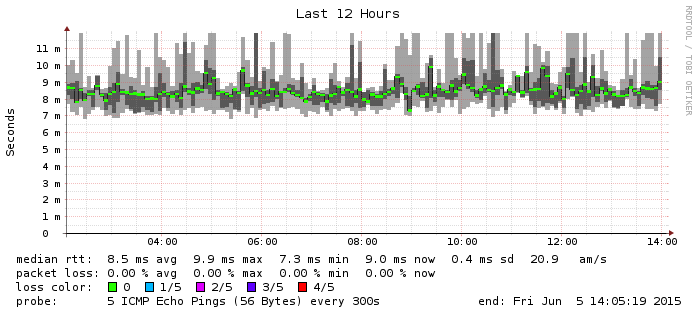 Last 12 Hours
RRDTOOL / TOBI OETIKER
Seconds
11 m
10 m
9 m
8 m
7 m
6 m
5 m
4 m
3 m
2 m
1 m
0
04:00 06:00 08:00 10:00 12:00 14:00
median rtt: 8.5 ms avg 9.9 ms max 7.3 ms min 9.0 ms now 0.4 ms sd 20.9 am/s
packet loss: 0.00 % avg 0.00 % max 0.00 % min 0.00 % now
loss color: 0 1/5 2/5 3/5 4/5
probe: 5 ICMP Echo Pings (56 Bytes) every 300s end: Fri Jun 5 14:05:19 2015